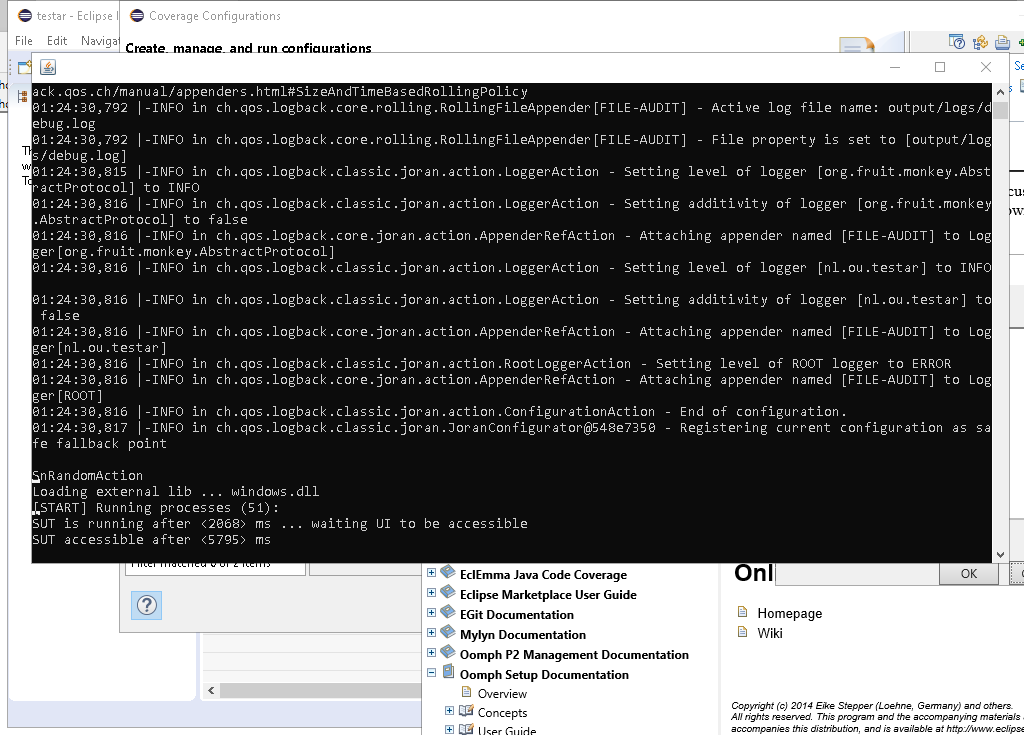 testar - Eclipse
Coverage Configurations
File Edit Naviga
Create, manage, and run configurations
ack.qos.ch/manual/appenders.html#SizeAndTimeBasedRollingPolicy
01:24:30,792 |-INFO in ch.qos.logback.core.rolling.RollingFileAppender[FILE-AUDIT] - Active log file name: output/logs/d
ebug.log
01:24:30,792 |-INFO in ch.qos.logback.core.rolling.RollingFileAppender[FILE-AUDIT] - File property is set to [output/log
s/debug.log]
01:24:30,815 |-INFO in ch.qos.logback.classic.joran.action.LoggerAction - Setting level of logger [org.fruit.monkey.Abst
ractProtocol] to INFO
01:24:30,816 |-INFO in ch.qos.logback.classic.joran.action.LoggerAction - Setting additivity of logger [org.fruit.monkey
.AbstractProtocol] to false
01:24:30,816 |-INFO in ch.qos.logback.core.joran.action.AppenderRefAction - Attaching appender named [FILE-AUDIT] to Log
ger[org.fruit.monkey.AbstractProtocol]
01:24:30,816 |-INFO in ch.qos.logback.classic.joran.action.LoggerAction - Setting level of logger [nl.ou.testar] to INFO
01:24:30,816 |-INFO in ch.qos.logback.classic.joran.action.LoggerAction - Setting additivity of logger [nl.ou.testar] to
false
01:24:30,816 |-INFO in ch.qos.logback.core.joran.action.AppenderRefAction - Attaching appender named [FILE-AUDIT] to Log
ger[nl.ou.testar]
01:24:30,816 |-INFO in ch.qos.logback.classic.joran.action.RootLoggerAction - Setting level of ROOT logger to ERROR
01:24:30,816 |-INFO in ch.qos.logback.core.joran.action.AppenderRefAction - Attaching appender named [FILE-AUDIT] to Log
ger[ROOT]
01:24:30,816 |-INFO in ch.qos.logback.classic.joran.action.ConfigurationAction - End of configuration.
01:24:30,817 |-INFO in ch.qos.logback.classic.joran.JoranConfigurator@548e7350 - Registering current configuration as sa
fe fallback point
SnRandomAction
Loading external lib ... windows.dll
[START] Running processes (51):
SUT is running after <2068> ms ... waiting UI to be accessible
SUT accessible after <5795> ms
Filter matched 0 of 2 items
EclEmma Java Code Coverage
Eclipse Marketplace User Guide
EGit Documentation
Mylyn Documentation
Oomph P2 Management Documentation
Oomph Setup Documentation
Overview
Concepts
User Guide
Onl
OK
Homepage
Wiki
Copyright (c) 2014 Eike Stepper (Loehne, Germany) and others.
All rights reserved. This program and the accompanying materials
accompanies this distribution, and is available at http://www.eclipse